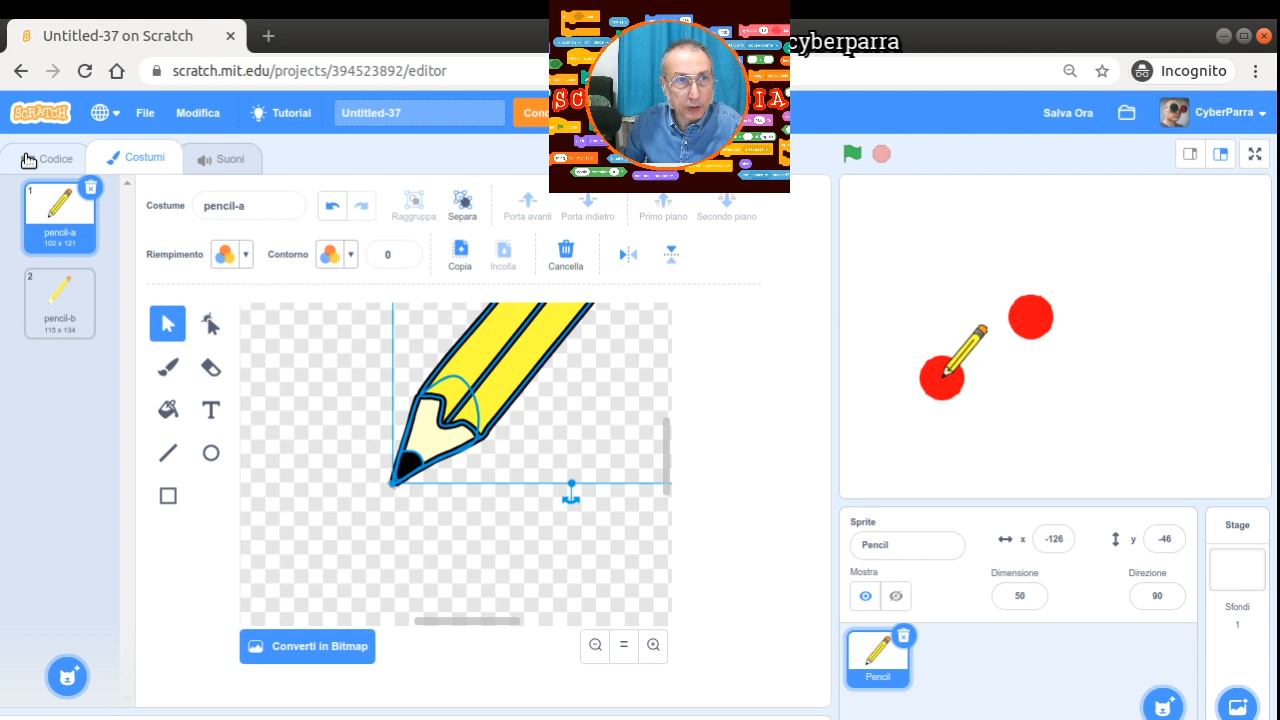 Untitled-37 on Scratch
cyberparra
scratch.mit.edu/projects/394523892/editor
Incognito
SCRATCH
File
Modifica
Tutorial
Untitled-37
Salva Ora
CyberParra
Codice
Costumi
Suoni
1
pencil-a
102 x 121
2
pencil-b
115 x 134
Costume
pencil-a
Raggruppa
Separa
Porta avanti
Porta indietro
Primo piano
Secondo piano
Riempimento
Contorno
0
Copia
Incolla
Cancella
Converti in Bitmap
Sprite
Pencil
x
-126
y
-46
Mostra
Dimensione
50
Direzione
90
Pencil
Stage
Sfondi
1